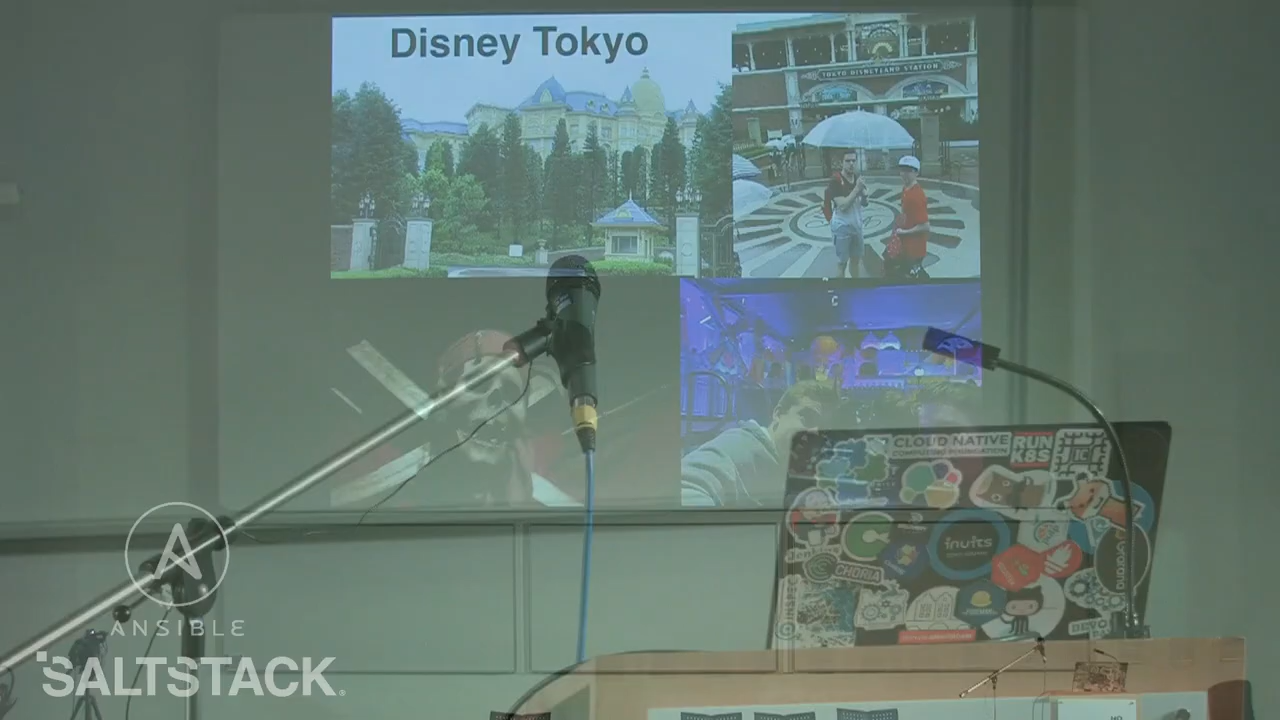 Disney Tokyo
TOKYO DISNEYLAND STATION
CLOUD NATIVE
COMPUTING FOUNDATION
RUN
K8S
inuits
CHORIA
ANSIBLE
SALTSTACK.